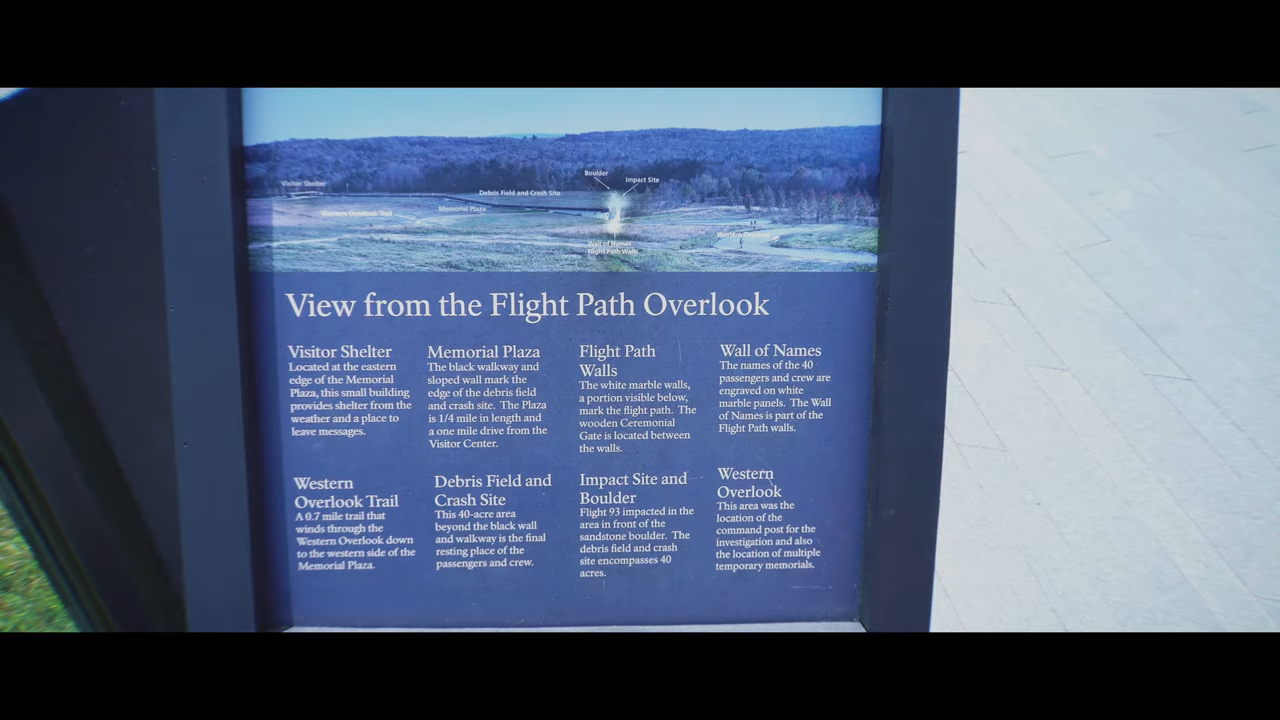 Boulder
Impact Site
Visitor Shelter
Debris Field and Crash Site
Memorial Plaza
Western Overlook Trail
Western Overlook
Wall of Names
Flight Path Walls
View from the Flight Path Overlook
Visitor Shelter
Located at the eastern
edge of the Memorial
Plaza, this small building
provides shelter from the
weather and a place to
leave messages.
Memorial Plaza
The black walkway and
sloped wall mark the
edge of the debris field
and crash site. The Plaza
is 1/4 mile in length and
a one mile drive from the
Visitor Center.
Flight Path
Walls
The white marble walls,
a portion visible below,
mark the flight path. The
wooden Ceremonial
Gate is located between
the walls.
Wall of Names
The names of the 40
passengers and crew are
engraved on white
marble panels. The Wall
of Names is part of the
Flight Path walls.
Western
Overlook Trail
A 0.7 mile trail that
winds through the
Western Overlook down
to the western side of the
Memorial Plaza.
Debris Field and
Crash Site
This 40-acre area
beyond the black wall
and walkway is the final
resting place of the
passengers and crew.
Impact Site and
Boulder
Flight 93 impacted in the
area in front of the
sandstone boulder. The
debris field and crash
site encompasses 40
acres.
Western
Overlook
This area was the
location of the
command post for the
investigation and also
the location of multiple
temporary memorials.